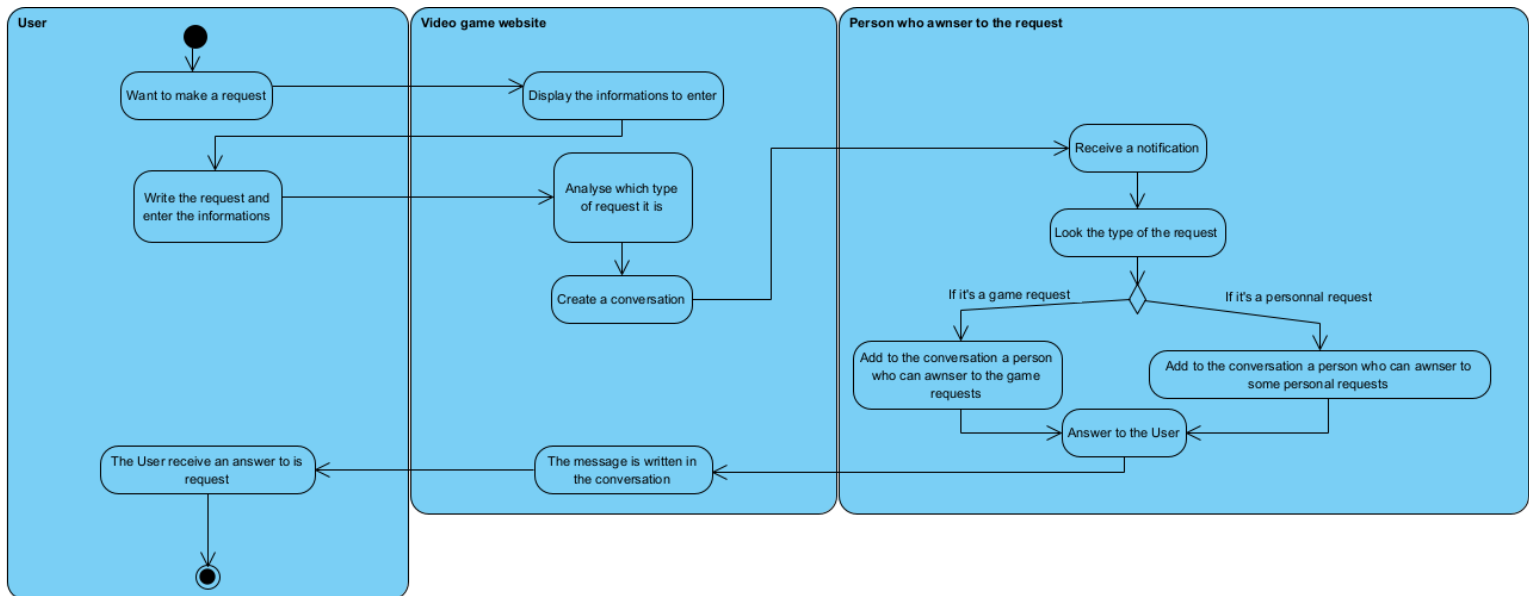 User
Video game website
Person who awnser to the request
Want to make a request
Display the informations to enter
Receive a notification
Write the request and
enter the informations
Analyse which type
of request it is
Look the type of the request
Create a conversation
If it's a game request
If it's a personnal request
Add to the conversation a person
who can awnser to the game
requests
Add to the conversation a person who can awnser to
some personal requests
Answer to the User
The User receive an answer to is
request
The message is written in
the conversation